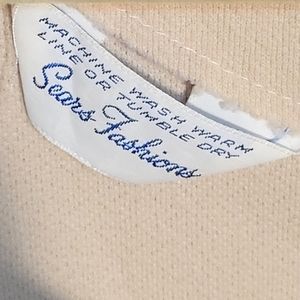 MACHINE WASH WARM
LINE OR TUMBLE DRY
Sears Fashions